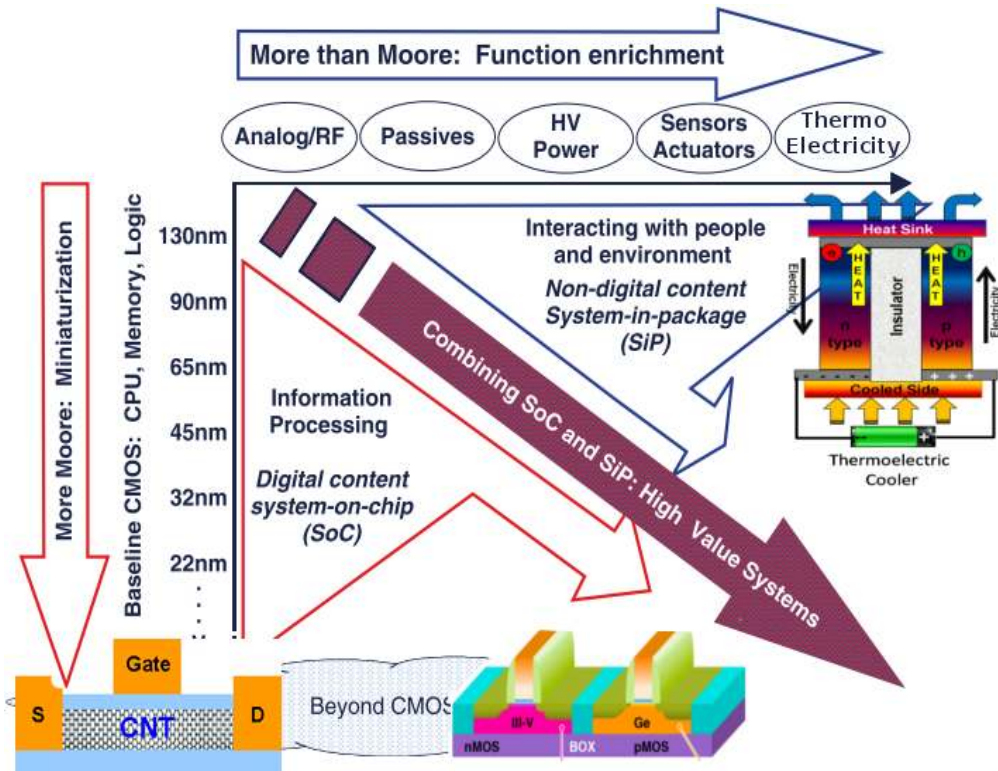 More than Moore: Function enrichment
Analog/RF
Passives
HV
Power
Sensors
Actuators
Thermo
Electricity
More Moore: Miniaturization
Baseline CMOS: CPU, Memory, Logic
130nm
90nm
65nm
45nm
32nm
22nm
Interacting with people
and environment
Non-digital content
System-in-package
(SiP)
Combining SoC and SiP: High Value Systems
Information
Processing
Digital content
system-on-chip
(SoC)
Heat Sink
e
h
HEAT
HEAT
Electricity
Electricity
Insulator
n
type
p
type
- - - -
+ + +
Cooled Side
+
Thermoelectric
Cooler
Gate
S
CNT
D
Beyond CMOS
III-V
Ge
nMOS
BOX
pMOS